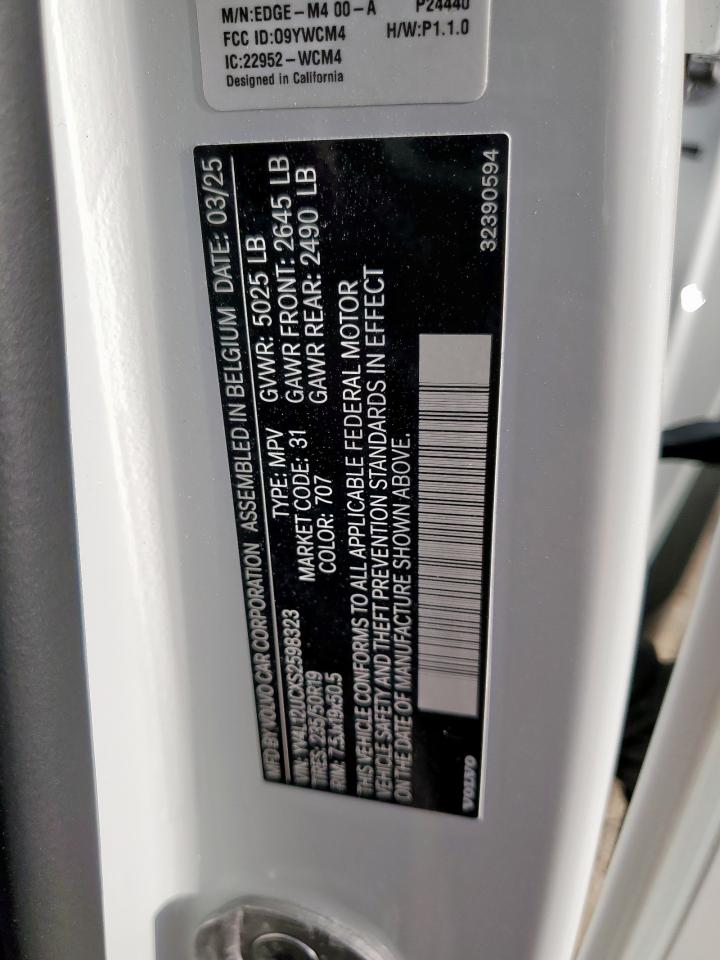 M/N:EDGE-M4 00-A P24440
FCC ID:O9YWCM4 H/W:P1.1.0
IC:22952-WCM4
Designed in California
MFD BY VOLVO CAR CORPORATION ASSEMBLED IN BELGIUM DATE: 03/25
VIN: YV4L12UCXS2598323 TYPE: MPV GVWR: 5025 LB
TIRES: 235/50R19 MARKET CODE: 31 GAWR FRONT: 2645 LB
RIM: 7.5Jx19x50.5 COLOR: 707 GAWR REAR: 2490 LB
THIS VEHICLE CONFORMS TO ALL APPLICABLE FEDERAL MOTOR
VEHICLE SAFETY AND THEFT PREVENTION STANDARDS IN EFFECT
ON THE DATE OF MANUFACTURE SHOWN ABOVE.
VOLVO 32390594